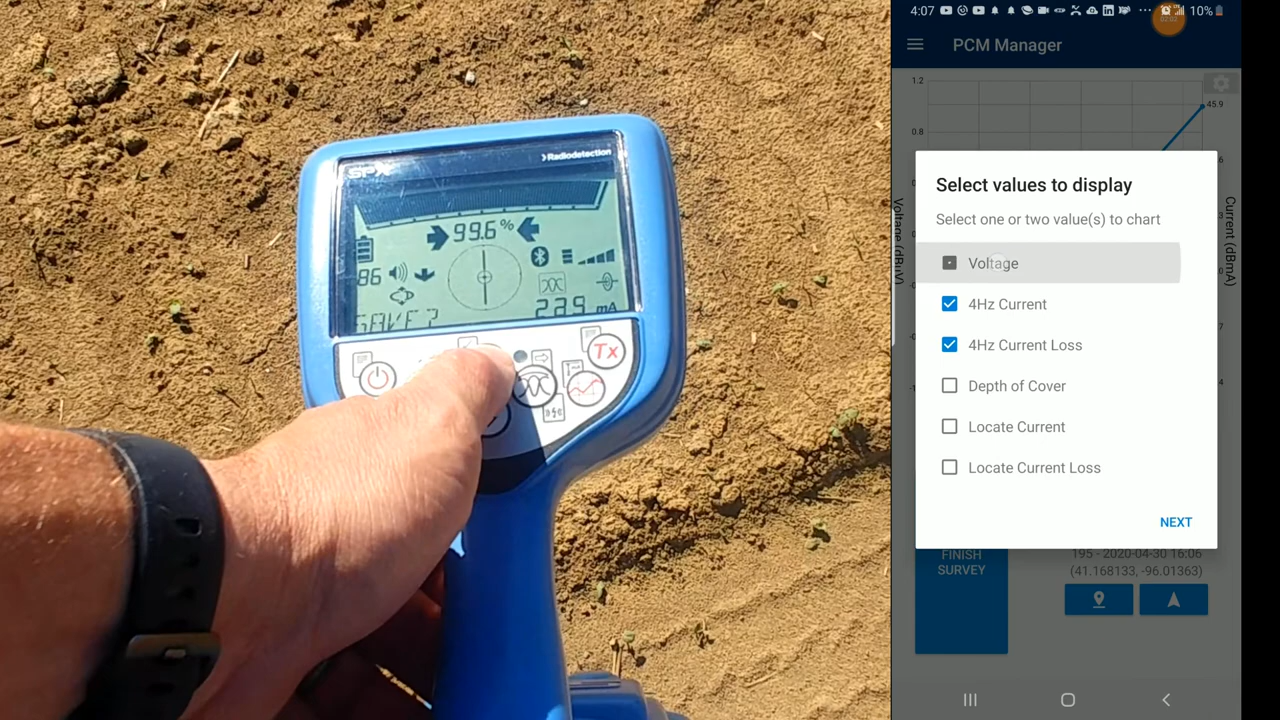 ›Radiodetection
SPX
99.6%
86
SAVE?
23.9 mA
Tx
4:07
10%
PCM Manager
1.2
45.9
0.8
Voltage (dBuV)
Current (dBmA)
Select values to display
Select one or two value(s) to chart
Voltage
4Hz Current
4Hz Current Loss
Depth of Cover
Locate Current
Locate Current Loss
NEXT
FINISH
SURVEY
195 - 2020-04-30 16:06
(41.168133, -96.01363)